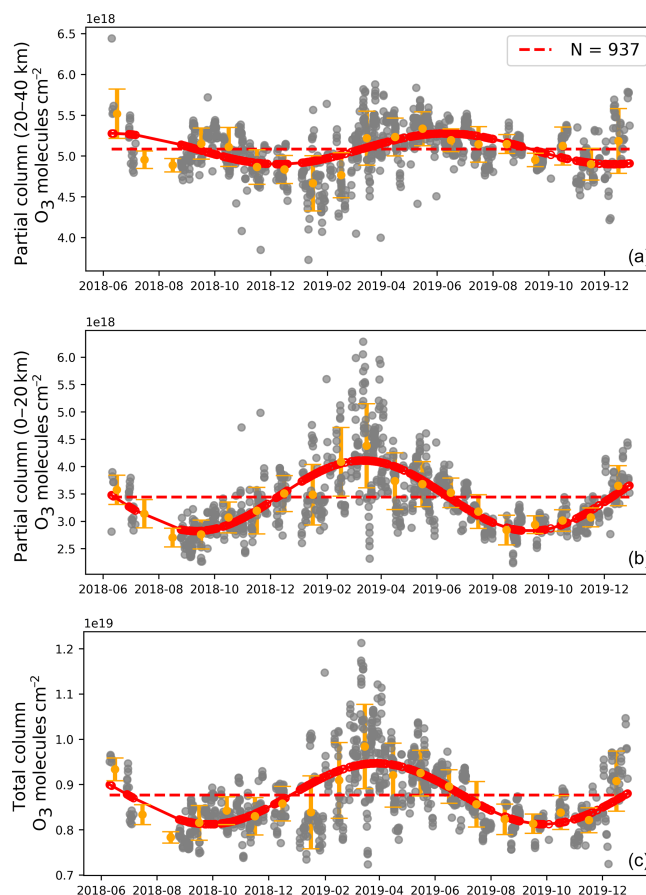 1e18
N = 937
6.5
6.0
5.5
5.0
4.5
4.0
Partial column (20–40 km)
O3 molecules cm−2
(a)
2018-06 2018-08 2018-10 2018-12 2019-02 2019-04 2019-06 2019-08 2019-10 2019-12
1e18
6.0
5.5
5.0
4.5
4.0
3.5
3.0
2.5
Partial column (0–20 km)
O3 molecules cm−2
(b)
2018-06 2018-08 2018-10 2018-12 2019-02 2019-04 2019-06 2019-08 2019-10 2019-12
1e19
1.2
1.1
1.0
0.9
0.8
0.7
Total column
O3 molecules cm−2
(c)
2018-06 2018-08 2018-10 2018-12 2019-02 2019-04 2019-06 2019-08 2019-10 2019-12